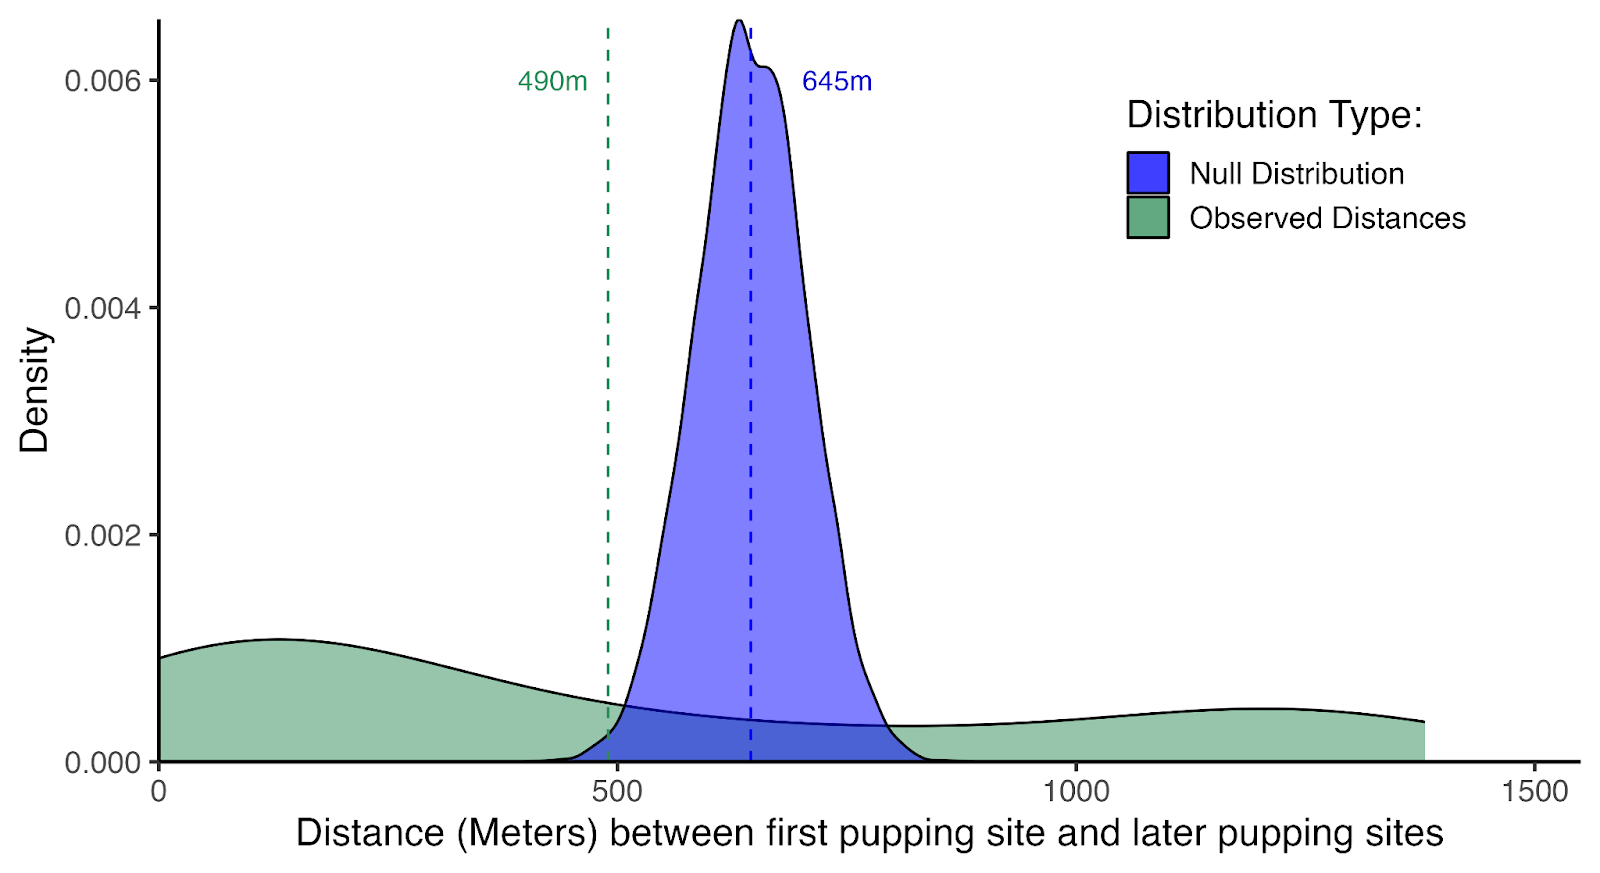 490m
645m
Distribution Type:
Null Distribution
Observed Distances
Density
0.006
0.004
0.002
0.000
0
500
1000
1500
Distance (Meters) between first pupping site and later pupping sites